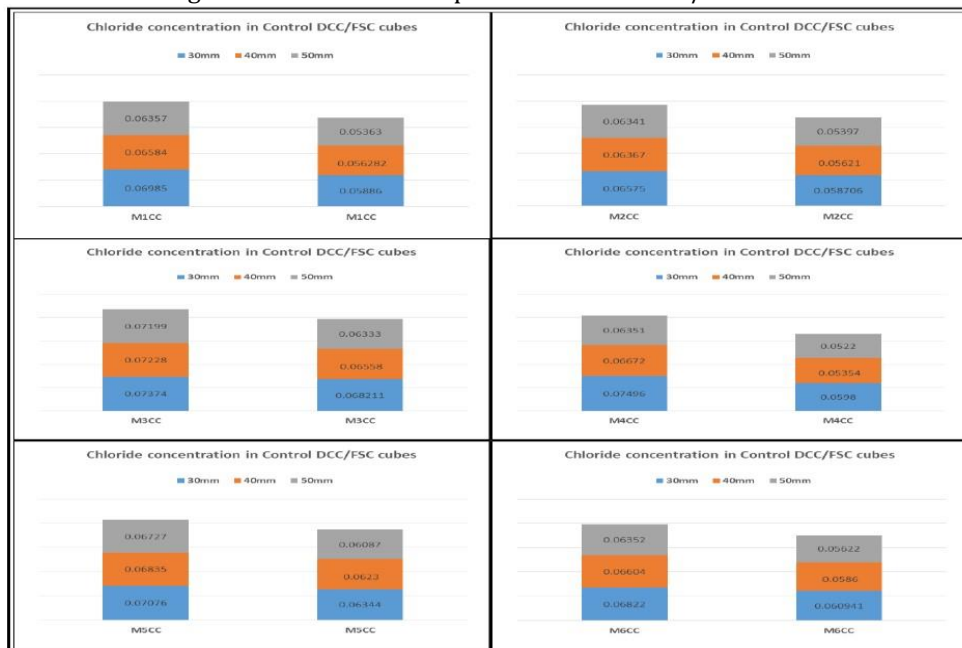 Chloride concentration in Control DCC/FSC cubes
30mm 40mm 50mm
0.06357
0.06584
0.06985
0.05363
0.056282
0.05886
M1CC M1CC
Chloride concentration in Control DCC/FSC cubes
30mm 40mm 50mm
0.06341
0.06367
0.06575
0.05397
0.05621
0.058706
M2CC M2CC
Chloride concentration in Control DCC/FSC cubes
30mm 40mm 50mm
0.07199
0.07228
0.07374
0.06333
0.06558
0.068211
M3CC M3CC
Chloride concentration in Control DCC/FSC cubes
30mm 40mm 50mm
0.06351
0.06672
0.07496
0.0522
0.05354
0.0598
M4CC M4CC
Chloride concentration in Control DCC/FSC cubes
30mm 40mm 50mm
0.06727
0.06835
0.07076
0.06087
0.0623
0.06344
M5CC M5CC
Chloride concentration in Control DCC/FSC cubes
30mm 40mm 50mm
0.06352
0.06604
0.06822
0.05622
0.0586
0.060941
M6CC M6CC